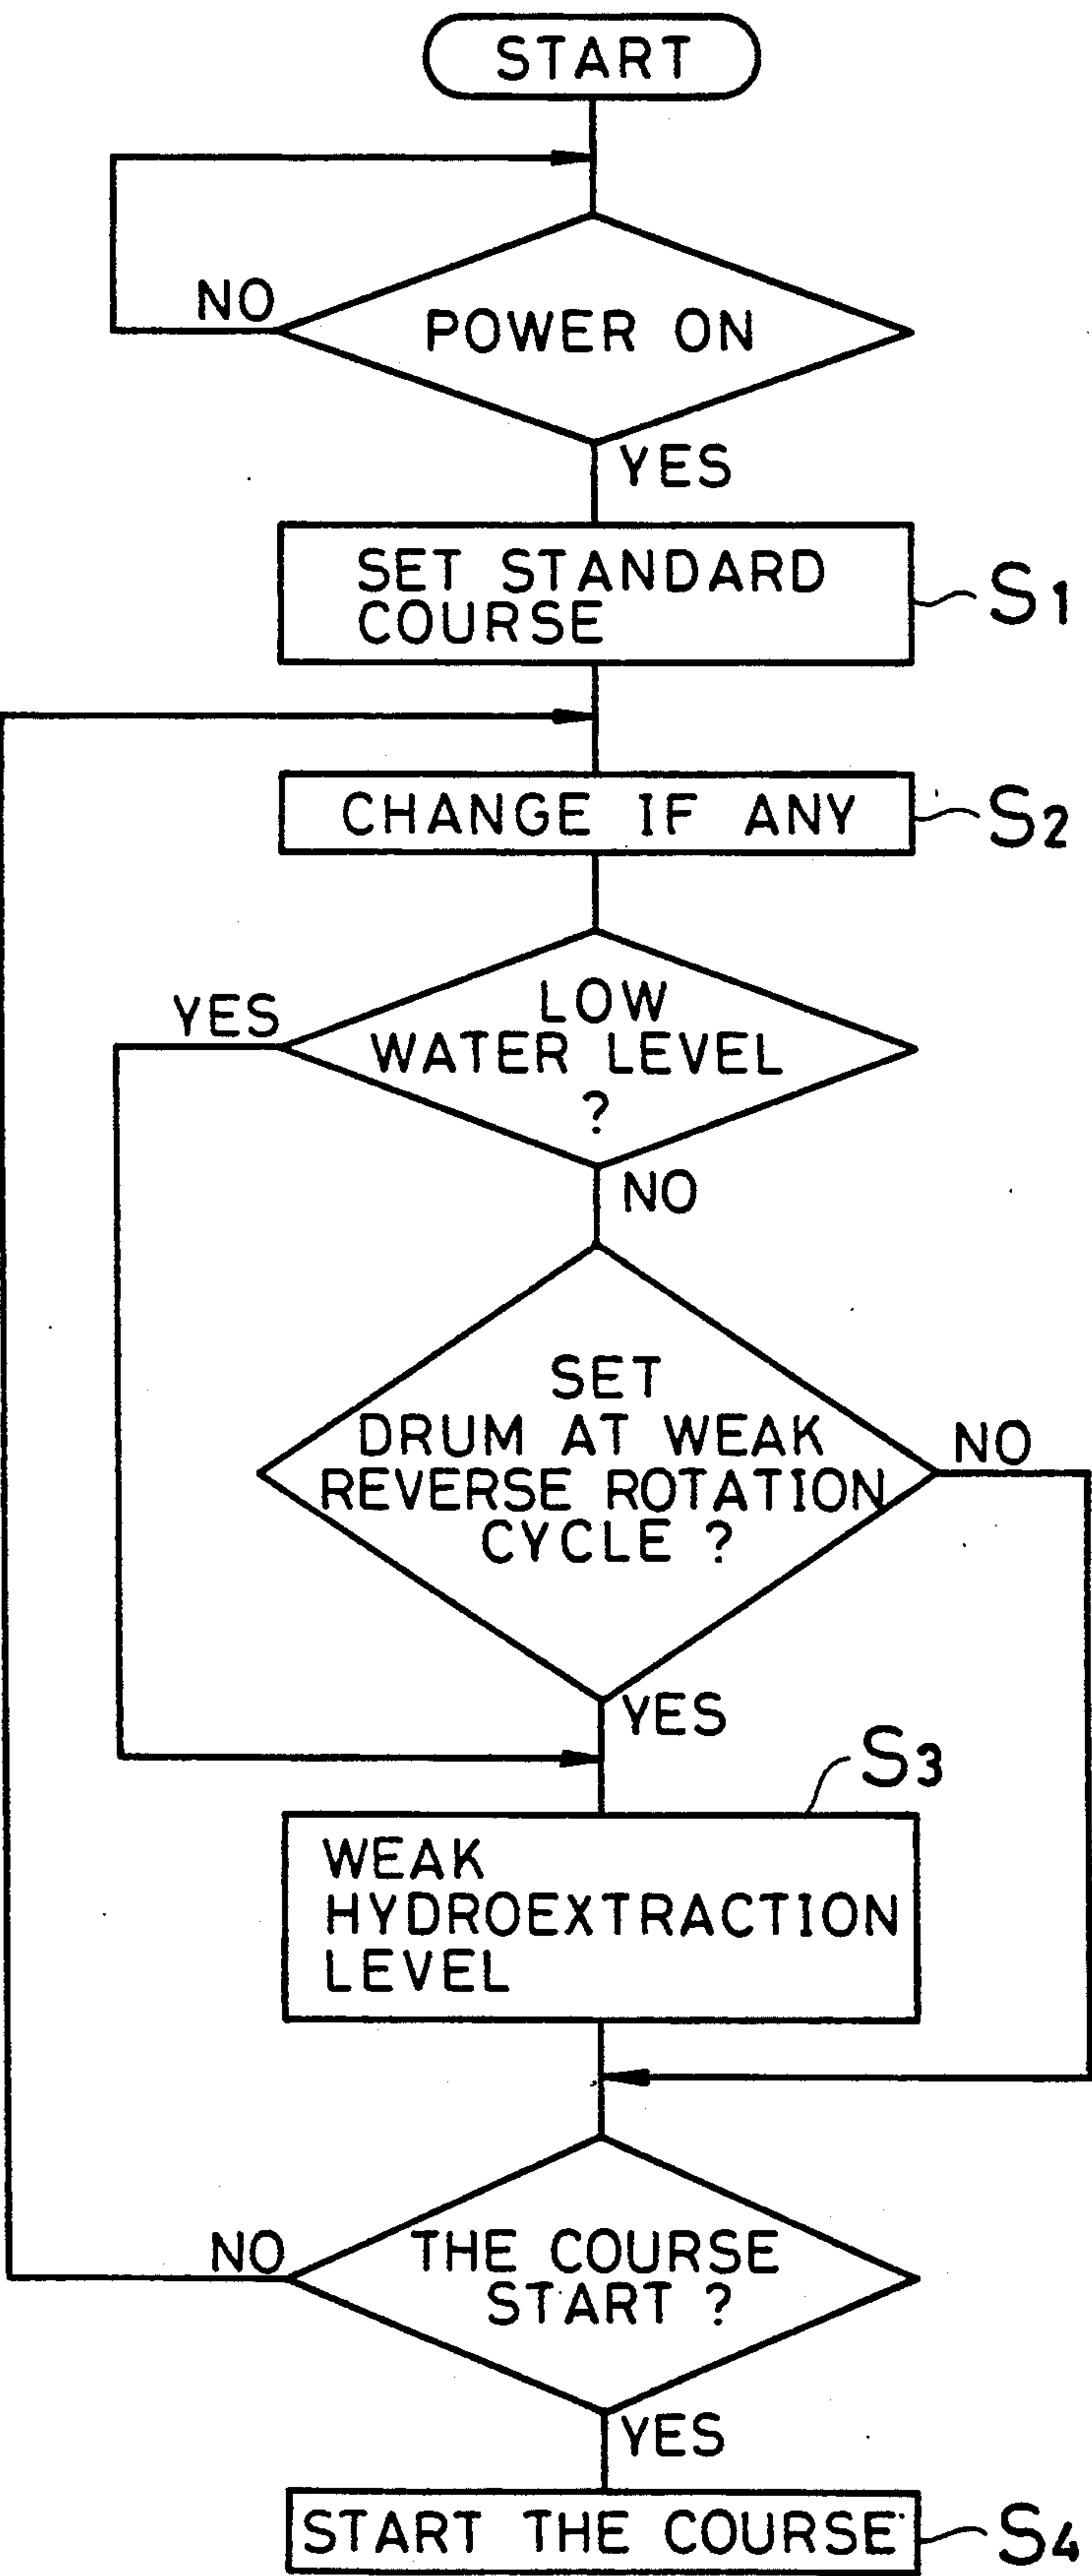 START
NO
POWER ON
YES
SET STANDARD
COURSE
S1
CHANGE IF ANY
S2
YES
LOW
WATER LEVEL
?
NO
SET
DRUM AT WEAK
REVERSE ROTATION
CYCLE ?
NO
YES
S3
WEAK
HYDROEXTRACTION
LEVEL
NO
THE COURSE
START ?
YES
START THE COURSE
S4